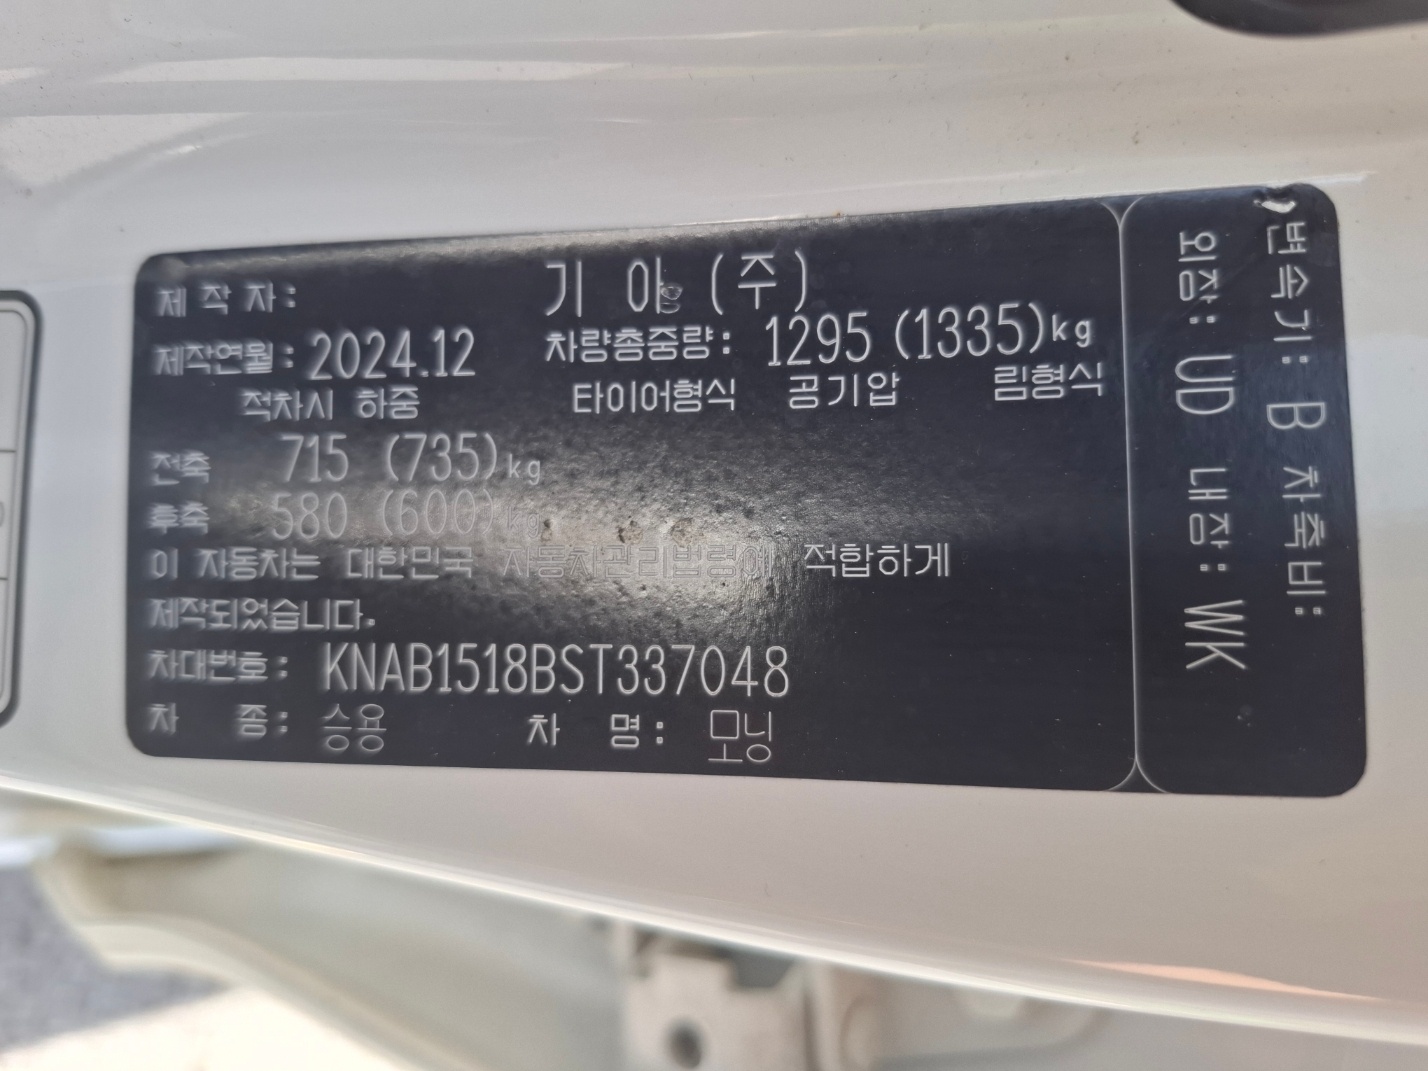 제 작 자: 기 아 (주)
제작연월: 2024.12 차량총중량: 1295 (1335)kg
적차시 하중 타이어형식 공기압 림형식
전축 715 (735)kg
후축 580 (600)kg
이 자동차는 대한민국 자동차관리법령에 적합하게
제작되었습니다.
차대번호: KNAB1518BST337048
차 종: 승용 차 명: 모닝
변속기: B 차축비:
외장: UD 내장: WK